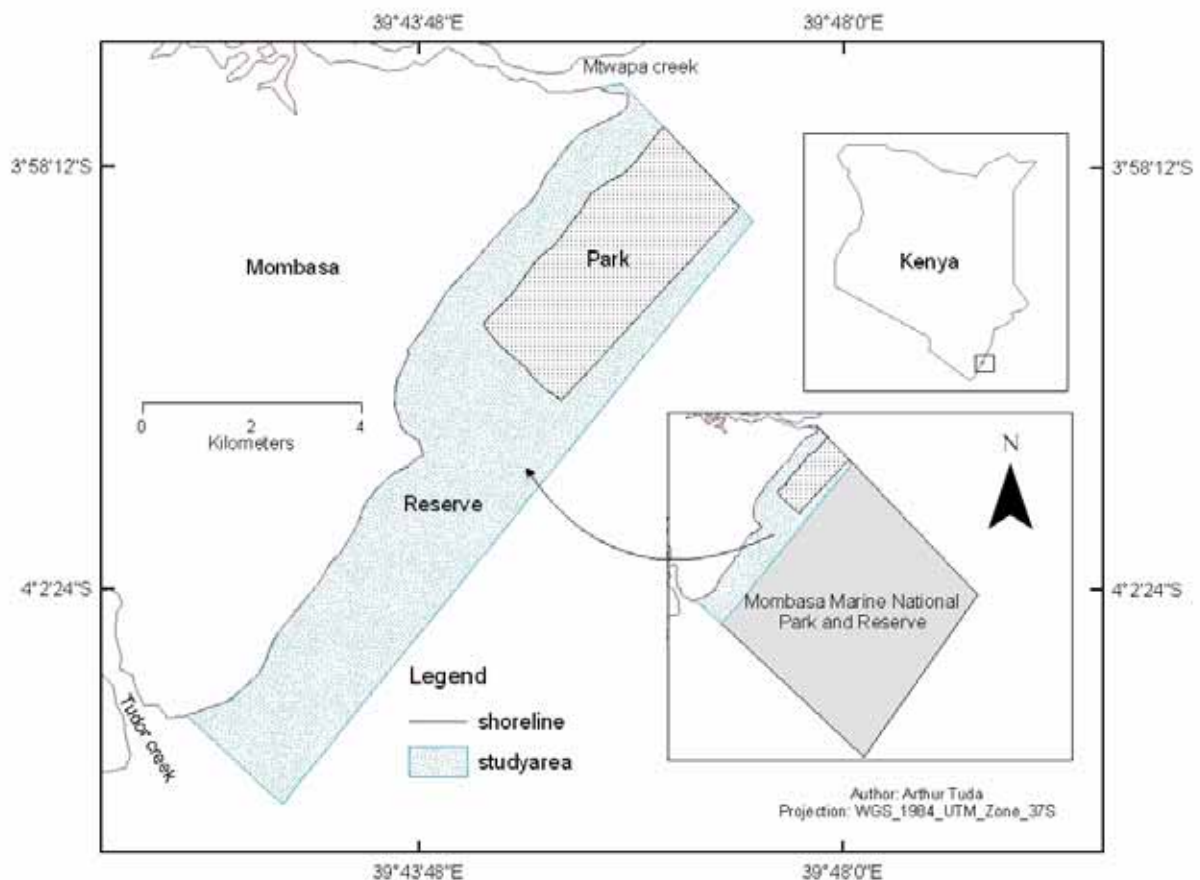 39°43'48"E
39°48'0"E
Mtwapa creek
3°58'12"S
3°58'12"S
Mombasa
Park
Kenya
0 2 4
Kilometers
N
Reserve
4°2'24"S
4°2'24"S
Mombasa Marine National
Park and Reserve
Legend
shoreline
studyarea
Tudor creek
Author: Arthur Tuda
Projection: WGS_1984_UTM_Zone_37S
39°43'48"E
39°48'0"E